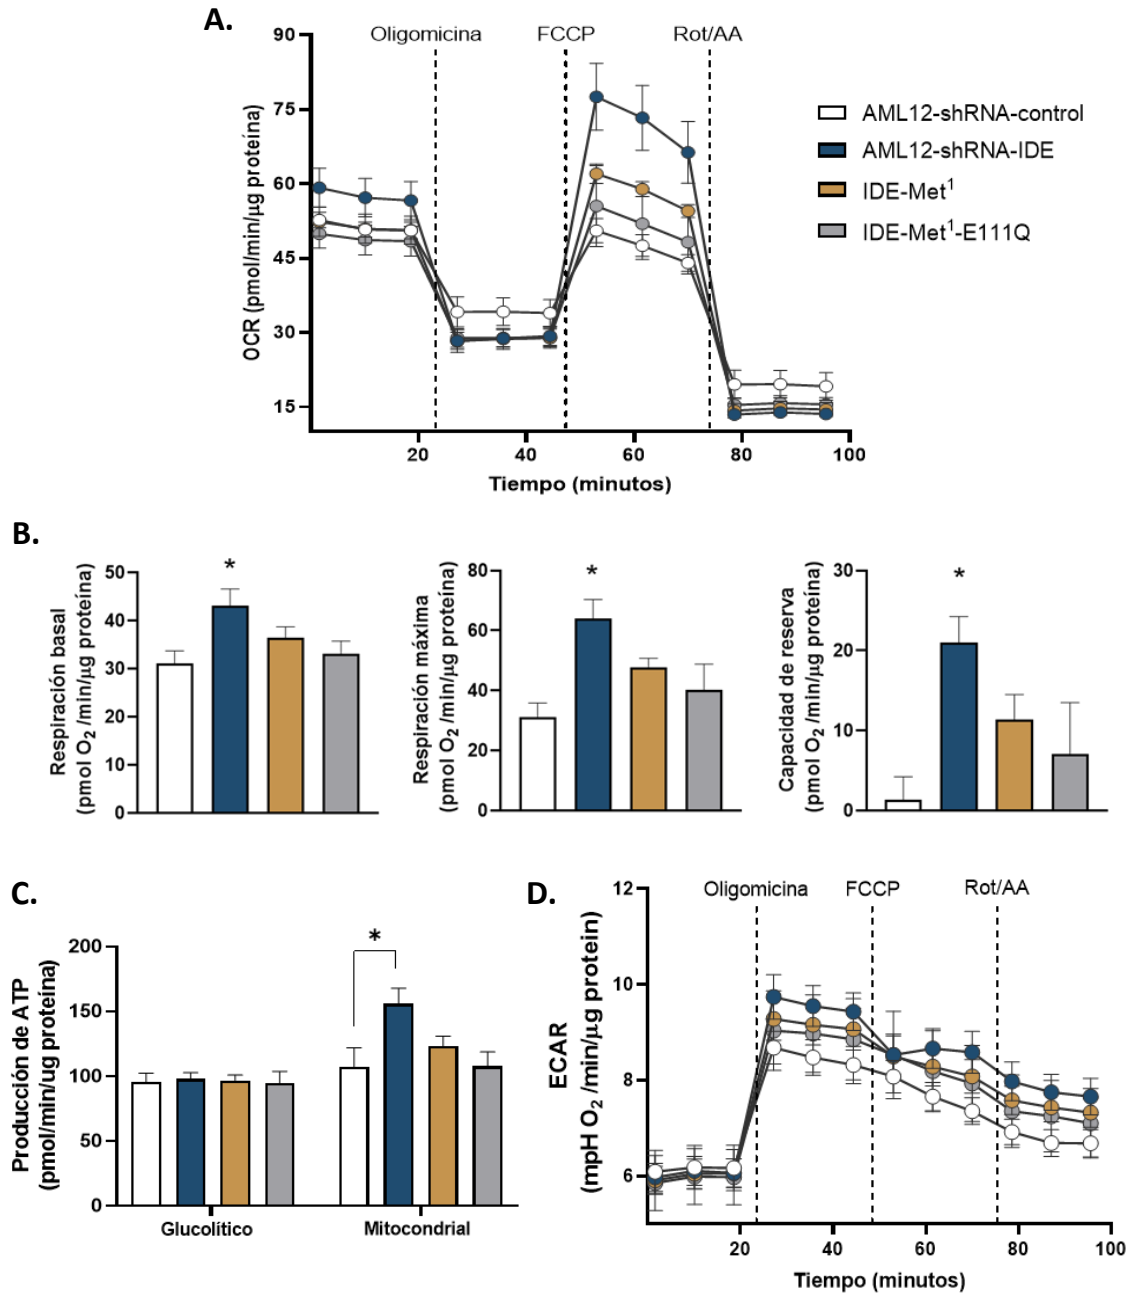 A.
Oligomicina
FCCP
Rot/AA
90
75
60
45
30
15
OCR (pmol/min/µg proteína)
20
40
60
80
100
Tiempo (minutos)
AML12-shRNA-control
AML12-shRNA-IDE
IDE-Met¹
IDE-Met¹-E111Q
B.
50
40
30
20
10
0
Respiración basal
(pmol O₂ /min/µg proteína)
*
80
60
40
20
0
Respiración máxima
(pmol O₂ /min/µg proteína)
*
30
20
10
0
Capacidad de reserva
(pmol O₂ /min/µg proteína)
*
C.
200
150
100
50
0
Producción de ATP
(pmol/min/ug proteína)
*
Glucolítico
Mitocondrial
D.
Oligomicina
FCCP
Rot/AA
12
10
8
6
ECAR
(mpH O₂ /min/µg protein)
20
40
60
80
100
Tiempo (minutos)